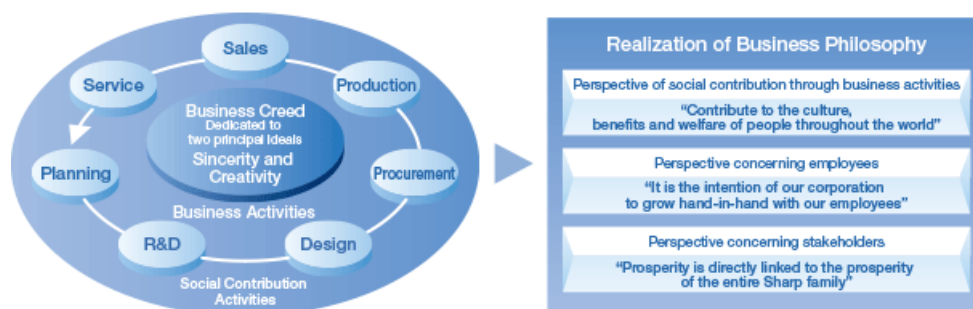 Sales
Service
Production
Business Creed
Dedicated to
two principal ideals
Sincerity and
Creativity
Planning
Procurement
Business Activities
R&D
Design
Social Contribution
Activities
Realization of Business Philosophy
Perspective of social contribution through business activities
“Contribute to the culture,
benefits and welfare of people throughout the world”
Perspective concerning employees
“It is the intention of our corporation
to grow hand-in-hand with our employees”
Perspective concerning stakeholders
“Prosperity is directly linked to the prosperity
of the entire Sharp family”